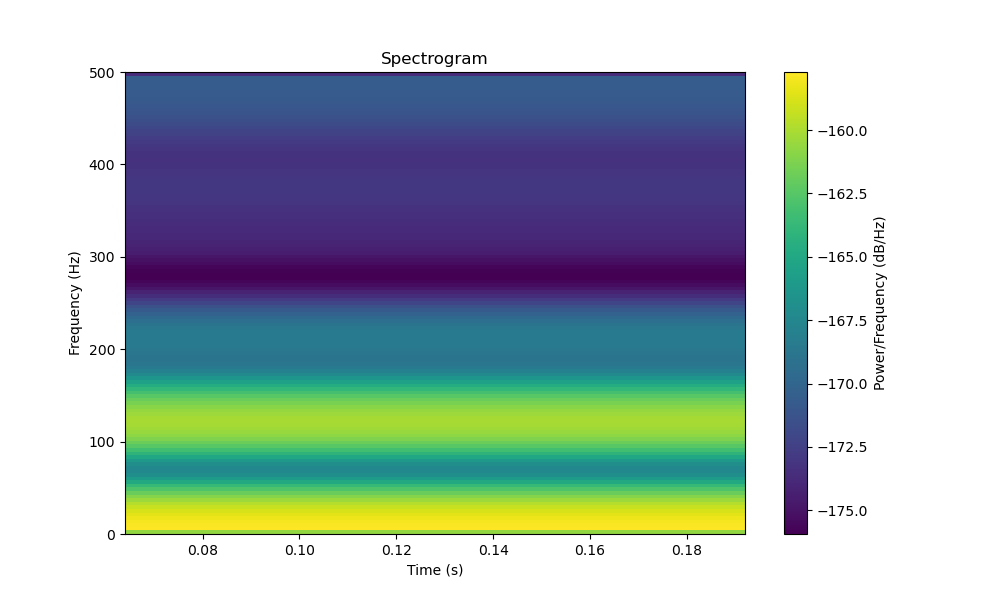 Spectrogram
500
400
300
200
100
0
Frequency (Hz)
0.08 0.10 0.12 0.14 0.16 0.18
Time (s)
−160.0
−162.5
−165.0
−167.5
−170.0
−172.5
−175.0
Power/Frequency (dB/Hz)